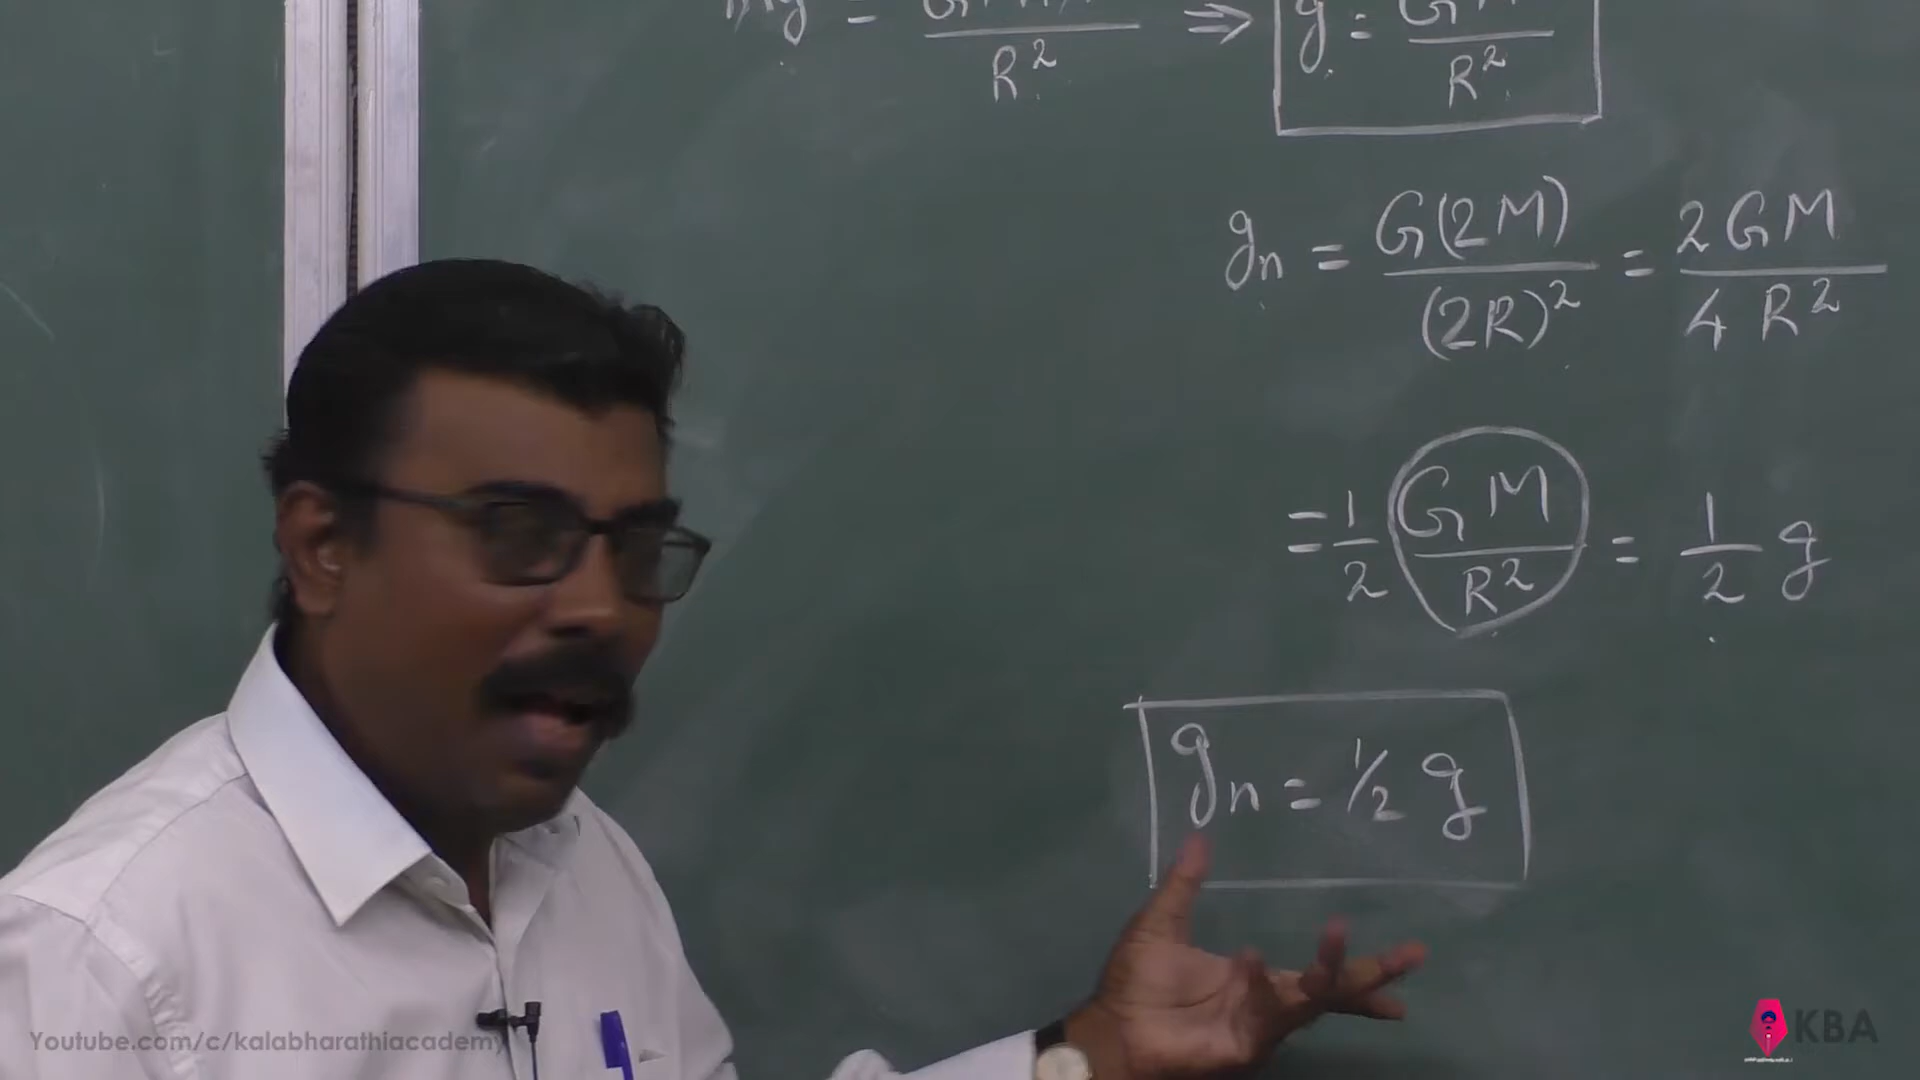 g = GM / R²  ⇒  g = GM / R²
gₙ = G(2M) / (2R)² = 2GM / 4R²
= 1/2 GM / R² = 1/2 g
gₙ = 1/2 g
Youtube.com/c/kalabharathiacademy
KBA